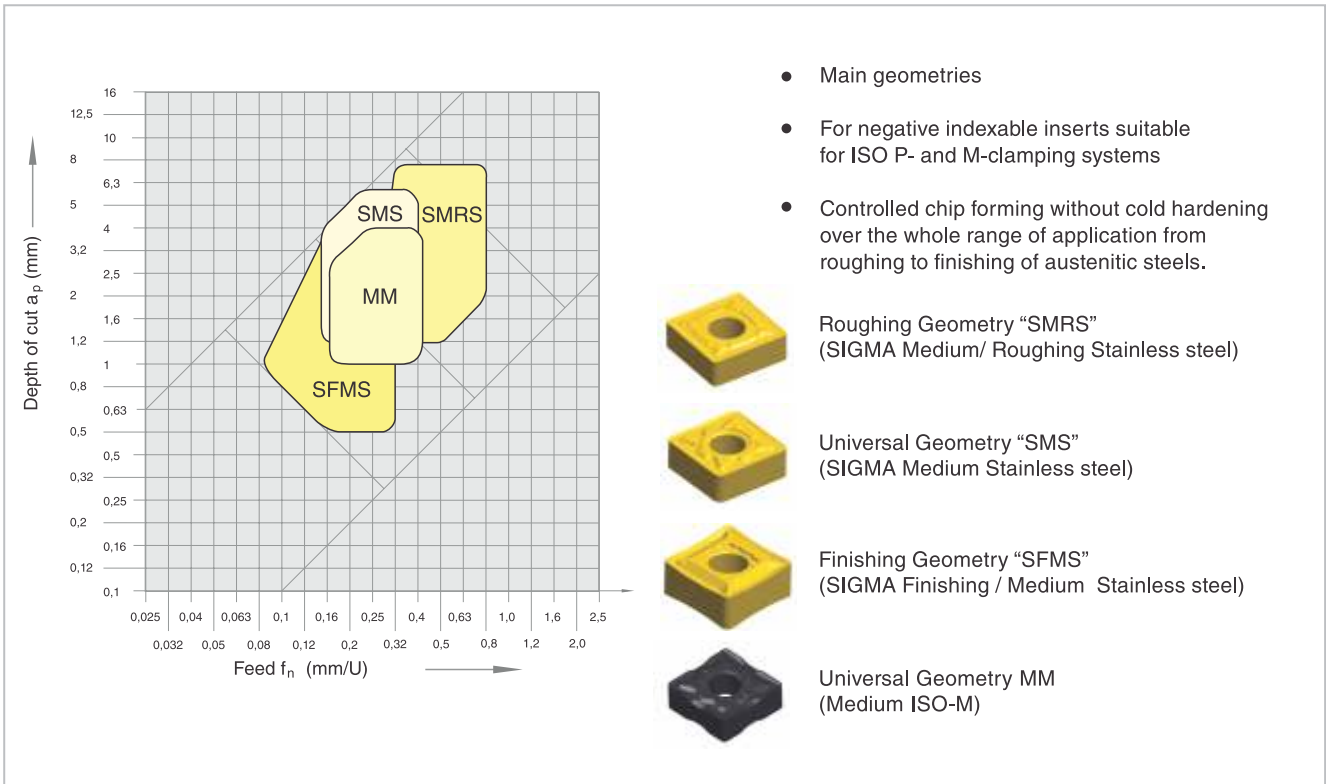 16
12,5
10
8
6,3
5
4
3,2
2,5
2
1,6
1,2
1
0,8
0,63
0,5
0,5
0,32
0,25
0,2
0,16
0,12
0,1
Depth of cut ap (mm)
SMS
SMRS
MM
SFMS
0,025 0,04 0,063 0,1 0,16 0,25 0,4 0,63 1,0 1,6 2,5
0,032 0,05 0,08 0,12 0,2 0,32 0,5 0,8 1,2 2,0
Feed fn (mm/U)
● Main geometries
● For negative indexable inserts suitable
for ISO P- and M-clamping systems
● Controlled chip forming without cold hardening
over the whole range of application from
roughing to finishing of austenitic steels.
Roughing Geometry “SMRS”
(SIGMA Medium/ Roughing Stainless steel)
Universal Geometry “SMS”
(SIGMA Medium Stainless steel)
Finishing Geometry “SFMS”
(SIGMA Finishing / Medium Stainless steel)
Universal Geometry MM
(Medium ISO-M)